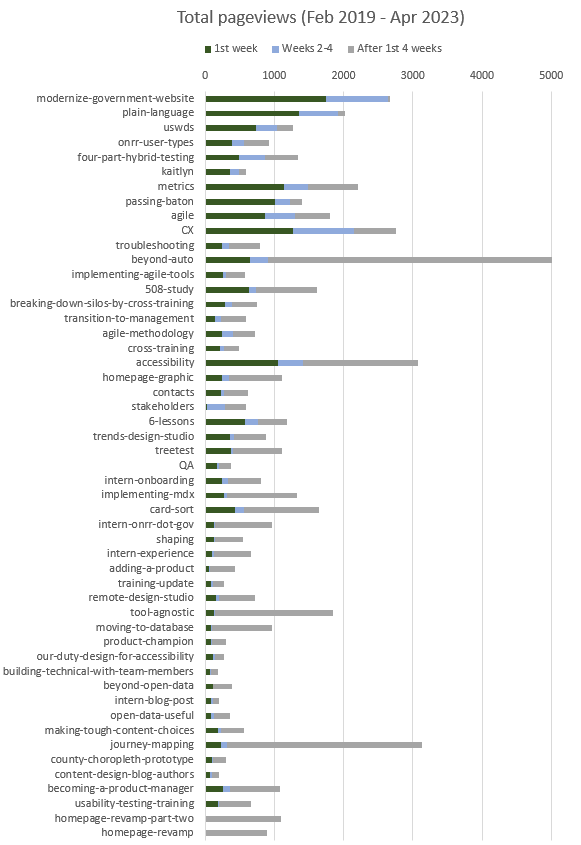 Total pageviews (Feb 2019 - Apr 2023)
1st week Weeks 2-4 After 1st 4 weeks
0 1000 2000 3000 4000 5000
modernize-government-website
plain-language
uswds
onrr-user-types
four-part-hybrid-testing
kaitlyn
metrics
passing-baton
agile
CX
troubleshooting
beyond-auto
implementing-agile-tools
508-study
breaking-down-silos-by-cross-training
transition-to-management
agile-methodology
cross-training
accessibility
homepage-graphic
contacts
stakeholders
6-lessons
trends-design-studio
treetest
QA
intern-onboarding
implementing-mdx
card-sort
intern-onrr-dot-gov
shaping
intern-experience
adding-a-product
training-update
remote-design-studio
tool-agnostic
moving-to-database
product-champion
our-duty-design-for-accessibility
building-technical-with-team-members
beyond-open-data
intern-blog-post
open-data-useful
making-tough-content-choices
journey-mapping
county-choropleth-prototype
content-design-blog-authors
becoming-a-product-manager
usability-testing-training
homepage-revamp-part-two
homepage-revamp